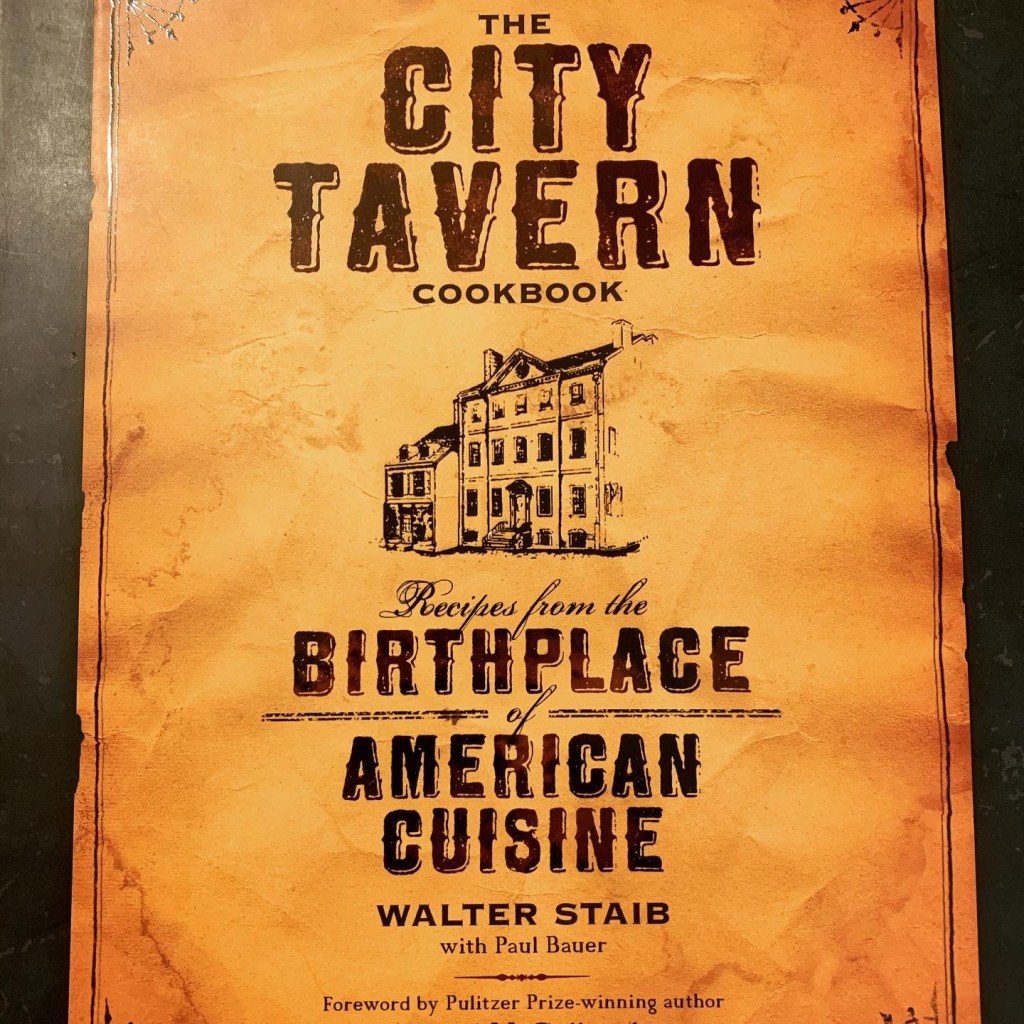 THE
CITY
TAVERN
COOKBOOK
Recipes from the
BIRTHPLACE
of
AMERICAN
CUISINE
WALTER STAIB
with Paul Bauer
Foreword by Pulitzer Prize-winning author